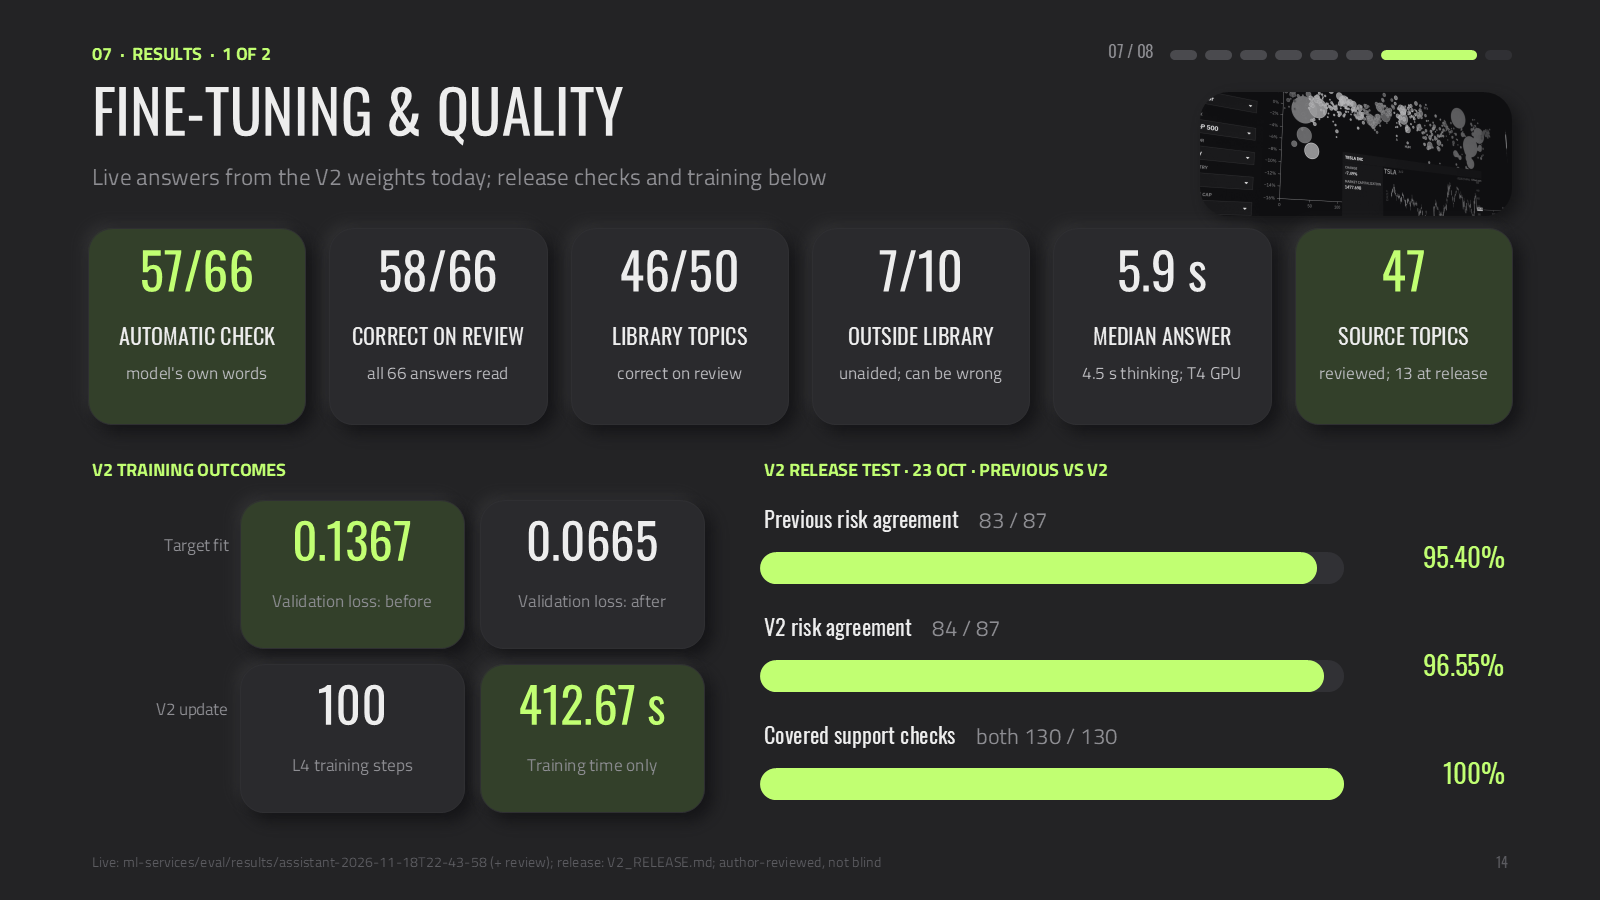 07 · RESULTS · 1 OF 2
07 / 08
FINE-TUNING & QUALITY
Live answers from the V2 weights today; release checks and training below
P 500
TSLA
57/66
AUTOMATIC CHECK
model's own words
58/66
CORRECT ON REVIEW
all 66 answers read
46/50
LIBRARY TOPICS
correct on review
7/10
OUTSIDE LIBRARY
unaided; can be wrong
5.9 s
MEDIAN ANSWER
4.5 s thinking; T4 GPU
47
SOURCE TOPICS
reviewed; 13 at release
V2 TRAINING OUTCOMES
Target fit
0.1367
Validation loss: before
0.0665
Validation loss: after
V2 update
100
L4 training steps
412.67 s
Training time only
V2 RELEASE TEST · 23 OCT · PREVIOUS VS V2
Previous risk agreement 83 / 87
95.40%
V2 risk agreement 84 / 87
96.55%
Covered support checks both 130 / 130
100%
Live: ml-services/eval/results/assistant-2026-11-18T22-43-58 (+ review); release: V2_RELEASE.md; author-reviewed, not blind
14